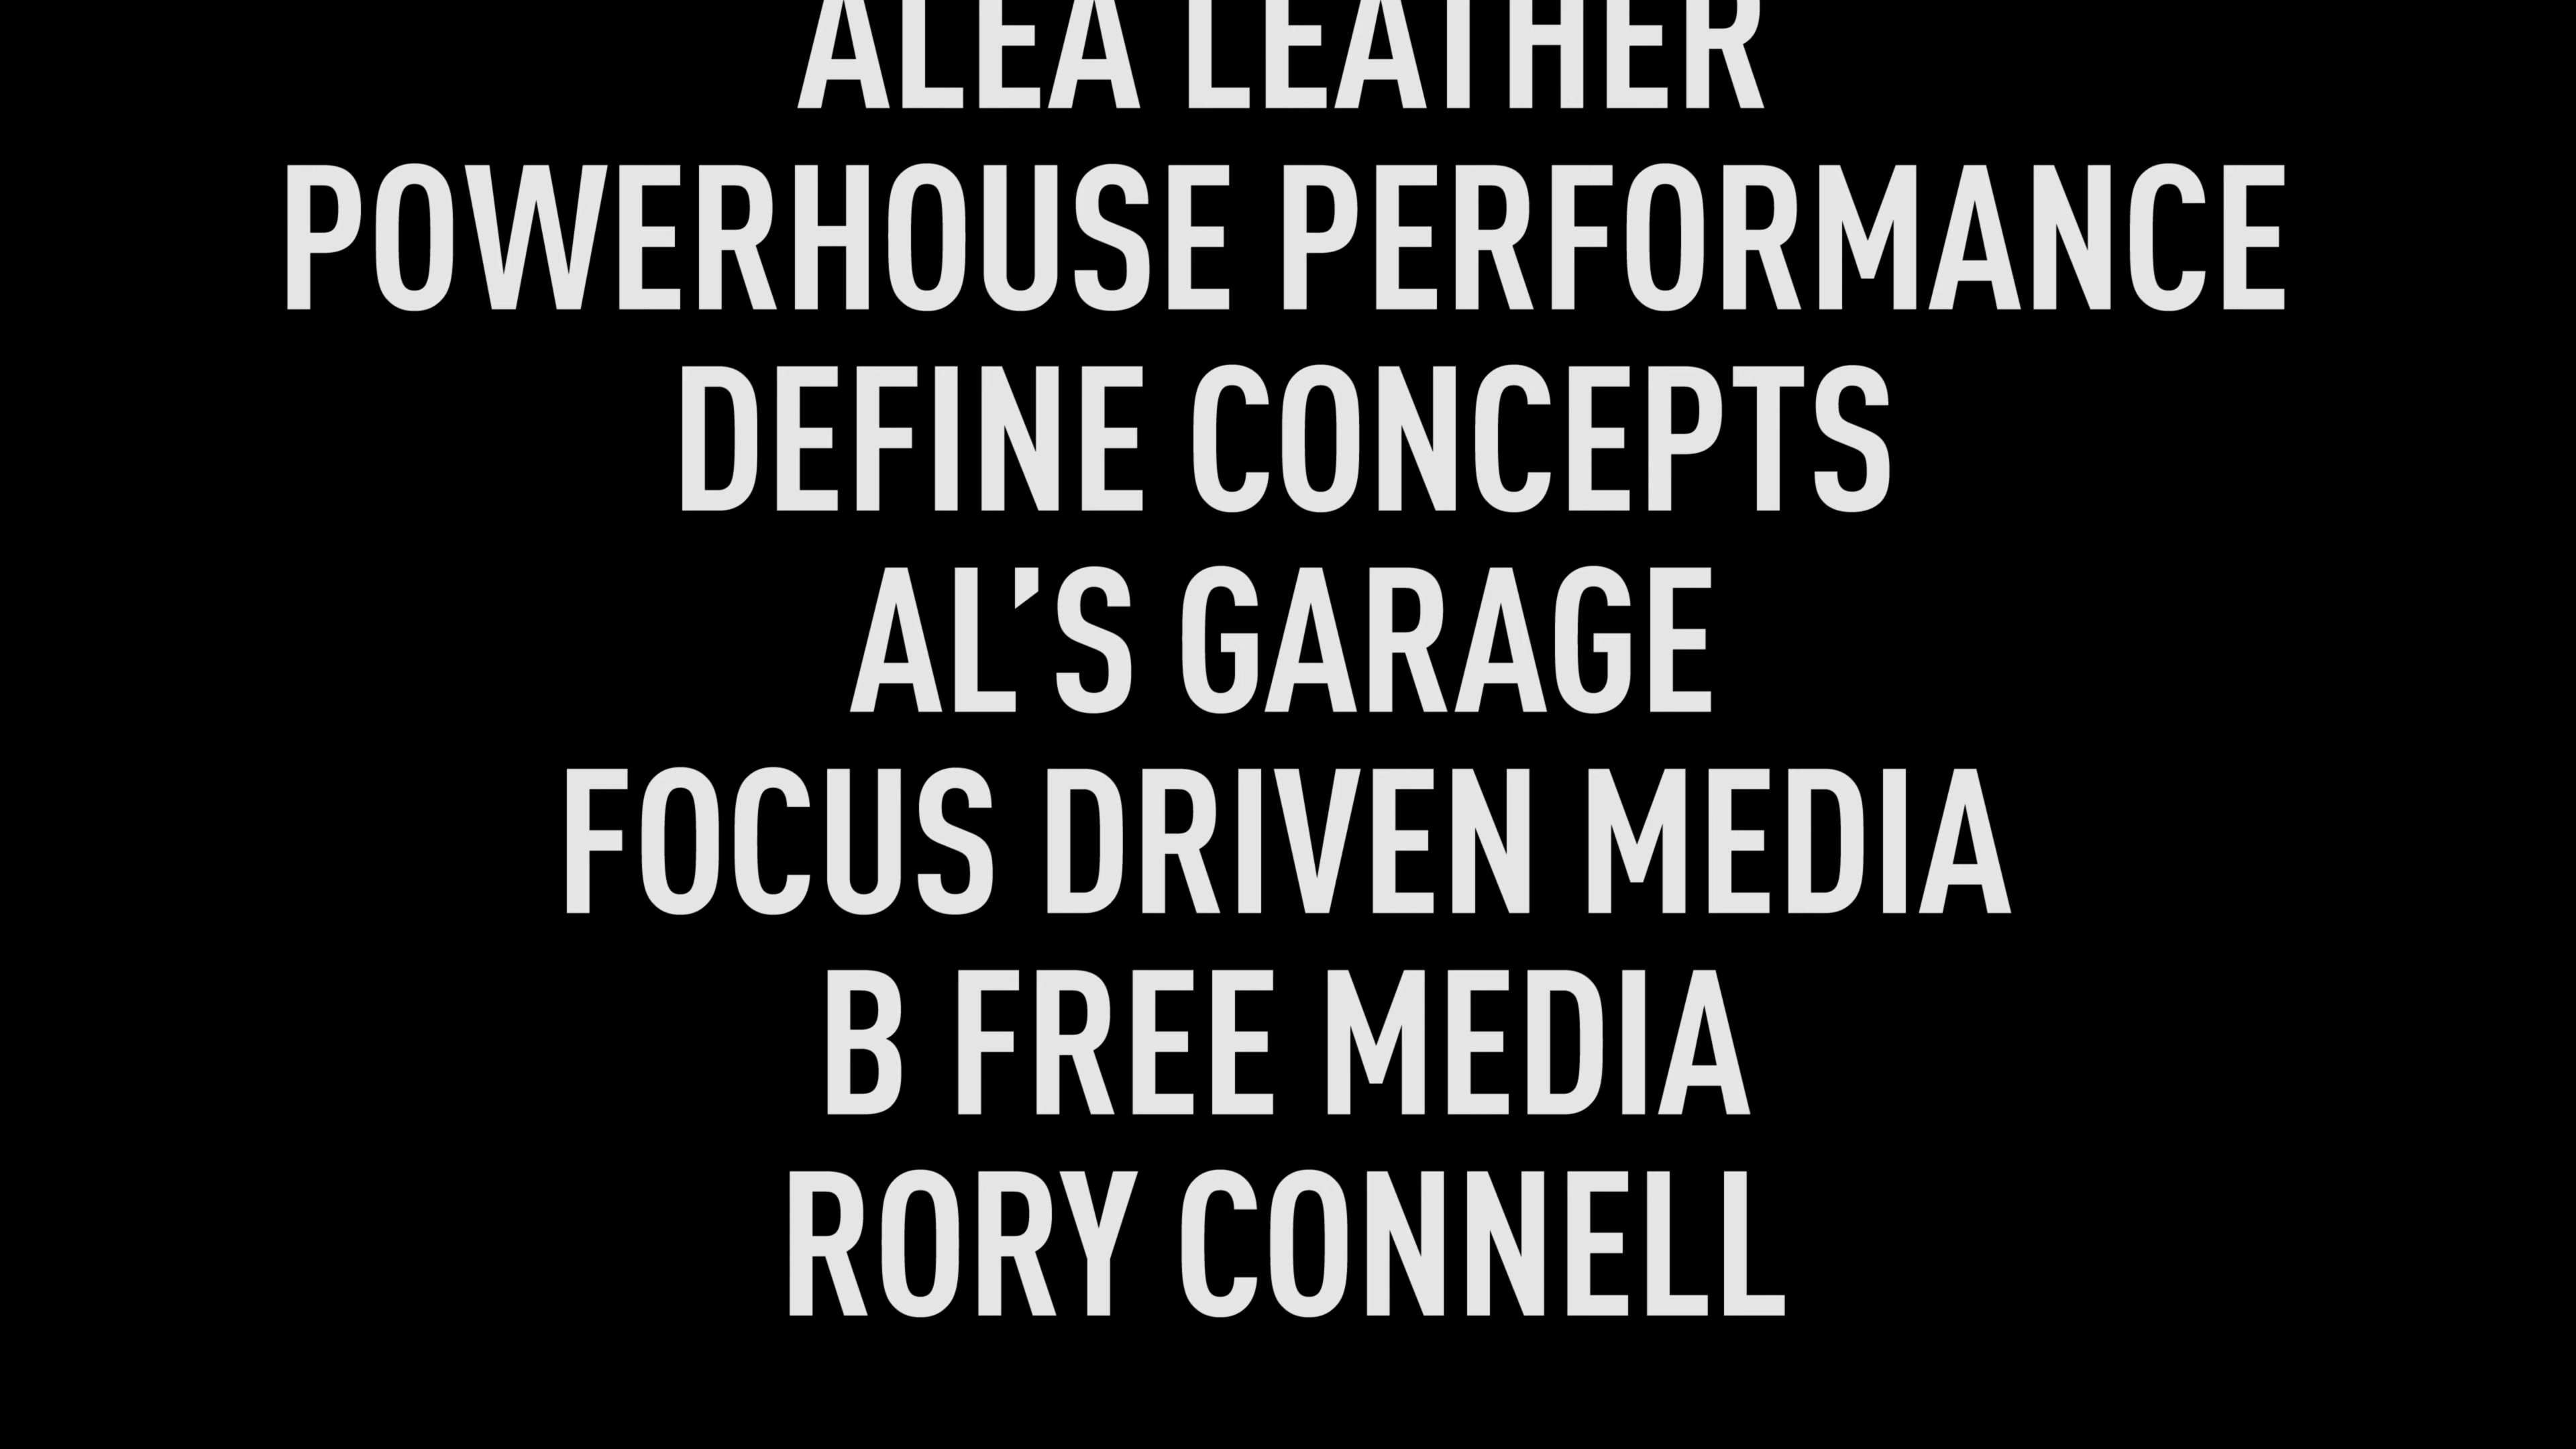 ALEA LEATHER
POWERHOUSE PERFORMANCE
DEFINE CONCEPTS
AL’S GARAGE
FOCUS DRIVEN MEDIA
B FREE MEDIA
RORY CONNELL